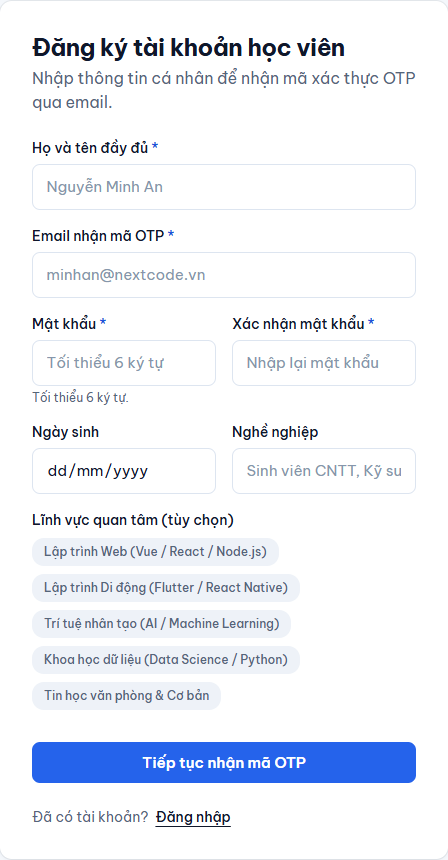 Đăng ký tài khoản học viên
Nhập thông tin cá nhân để nhận mã xác thực OTP
qua email.
Họ và tên đầy đủ *
Nguyễn Minh An
Email nhận mã OTP *
minhan@nextcode.vn
Mật khẩu * Xác nhận mật khẩu *
Tối thiểu 6 ký tự Nhập lại mật khẩu
Tối thiểu 6 ký tự.
Ngày sinh Nghề nghiệp
dd/mm/yyyy Sinh viên CNTT, Kỹ sư
Lĩnh vực quan tâm (tùy chọn)
Lập trình Web (Vue / React / Node.js)
Lập trình Di động (Flutter / React Native)
Trí tuệ nhân tạo (AI / Machine Learning)
Khoa học dữ liệu (Data Science / Python)
Tin học văn phòng & Cơ bản
Tiếp tục nhận mã OTP
Đã có tài khoản? Đăng nhập